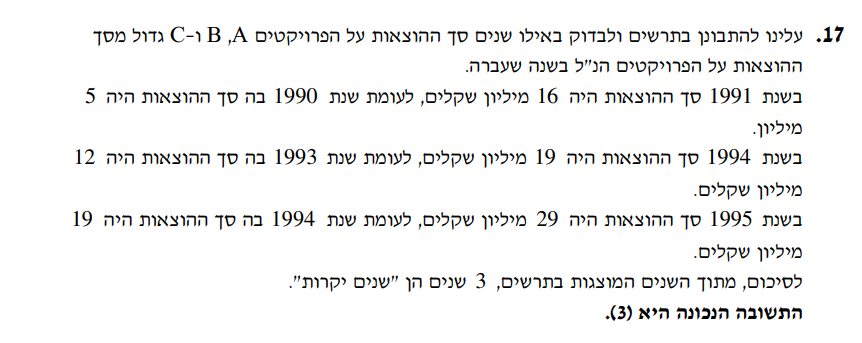 17. עלינו להתבונן בתרשים ולבדוק באילו שנים סך ההוצאות על הפרויקטים A, B ו-C גדול מסך
ההוצאות על הפרויקטים הנ"ל בשנה שעברה.
בשנת 1991 סך ההוצאות היה 16 מיליון שקלים, לעומת שנת 1990 בה סך ההוצאות היה 5
מיליון.
בשנת 1994 סך ההוצאות היה 19 מיליון שקלים, לעומת שנת 1993 בה סך ההוצאות היה 12
מיליון שקלים.
בשנת 1995 סך ההוצאות היה 29 מיליון שקלים, לעומת שנת 1994 בה סך ההוצאות היה 19
מיליון שקלים.
לסיכום, מתוך השנים המוצגות בתרשים, 3 שנים הן "שנים יקרות".
התשובה הנכונה היא (3).